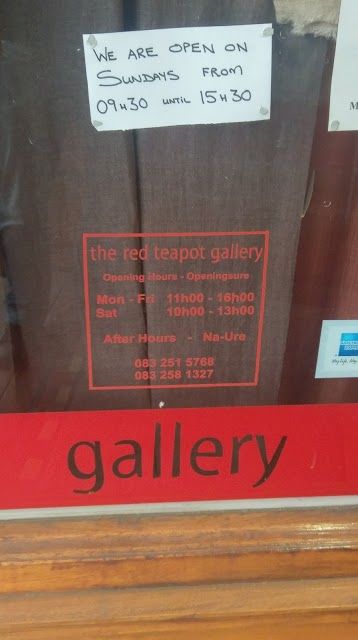 WE ARE OPEN ON
SUNDAYS FROM
09H30 UNTIL 15H30
the red teapot gallery
Opening Hours - Openingsure
Mon - Fri 11h00 - 16h00
Sat 10h00 - 13h00
After Hours - Na-Ure
083 251 5768
083 258 1327
gallery